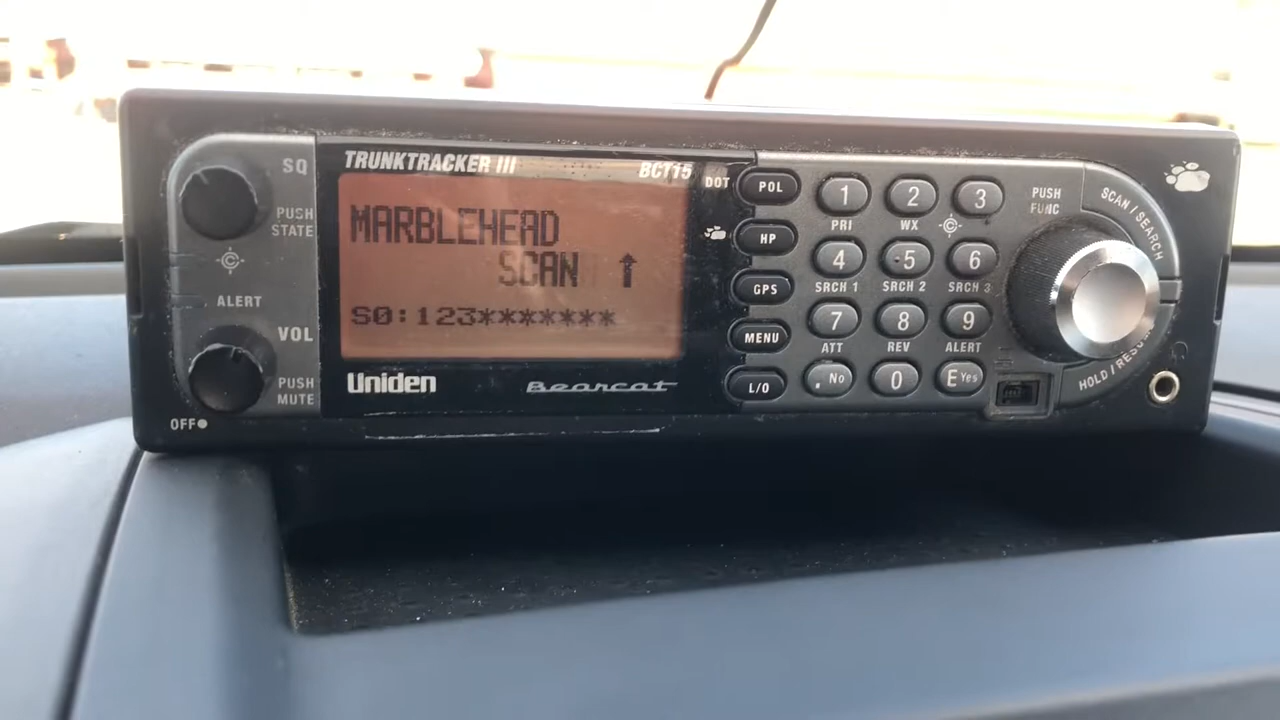 TRUNKTRACKER III
BCT15
SQ
PUSH
STATE
ALERT
VOL
PUSH
MUTE
OFF
MARBLEHEAD
SCAN ↑
S0:123*******
Uniden
Bearcat
DOT
POL
HP
GPS
MENU
L/O
1 2 3
PRI WX
4 5 6
SRCH 1 SRCH 2 SRCH 3
7 8 9
ATT REV ALERT
. No 0 E Yes
PUSH
FUNC
SCAN / SEARCH
HOLD / RESUME